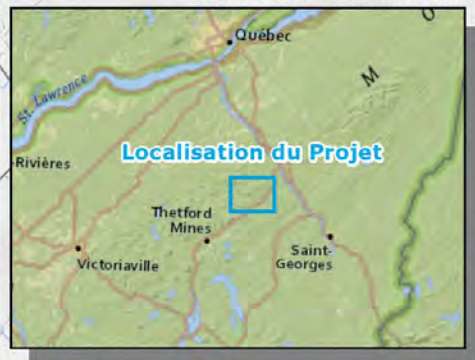 O
Québec
M
St. Lawrence
Localisation du Projet
Rivières
Thetford
Mines
Saint-
Georges
Victoriaville